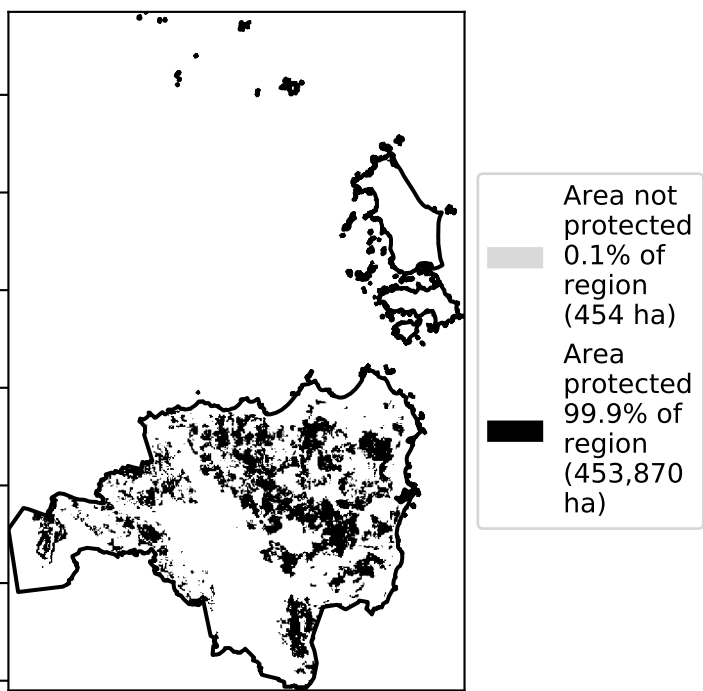 Area not
protected
0.1% of
region
(454 ha)
Area
protected
99.9% of
region
(453,870
ha)